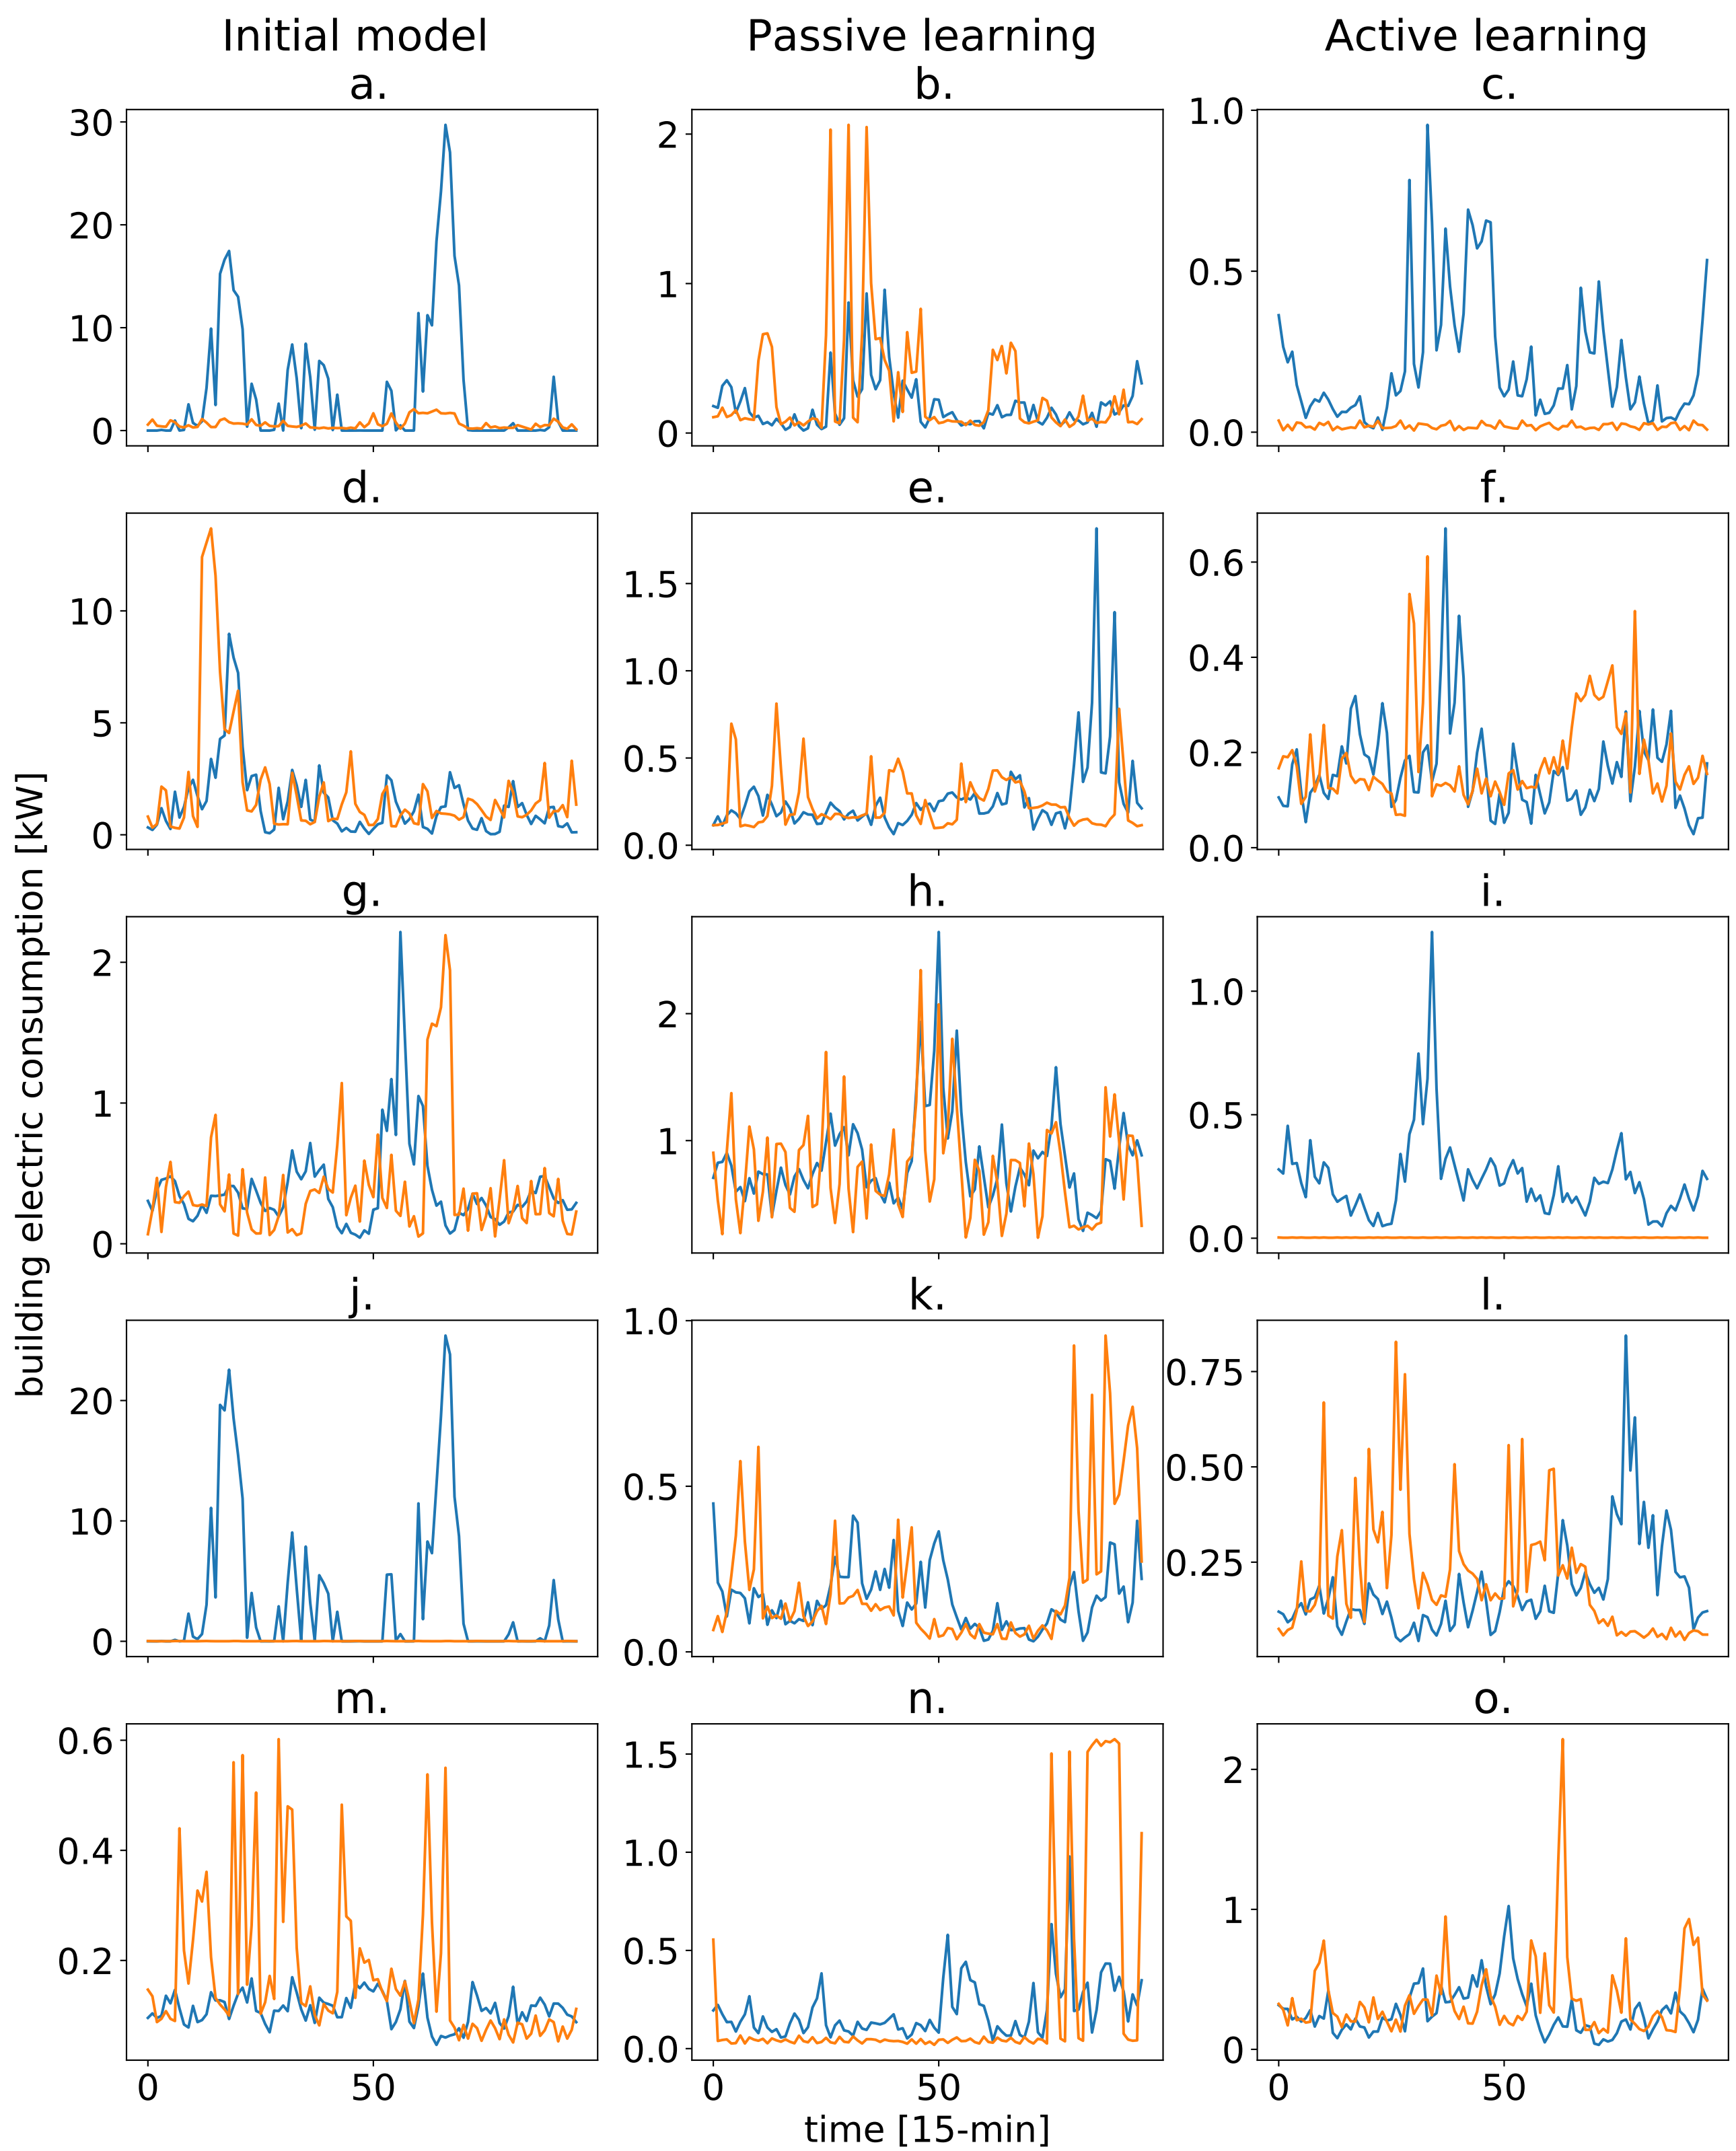 Initial model
Passive learning
Active learning
a.
b.
c.
30
20
10
0
2
1
0
1.0
0.5
0.0
d.
e.
f.
10
5
0
1.5
1.0
0.5
0.0
0.6
0.4
0.2
0.0
g.
h.
i.
2
1
0
2
1
1.0
0.5
0.0
building electric consumption [kW]
j.
k.
l.
20
10
0
1.0
0.5
0.0
0.75
0.50
0.25
m.
n.
o.
0.6
0.4
0.2
1.5
1.0
0.5
0.0
2
1
0
0
50
0
50
0
50
time [15-min]